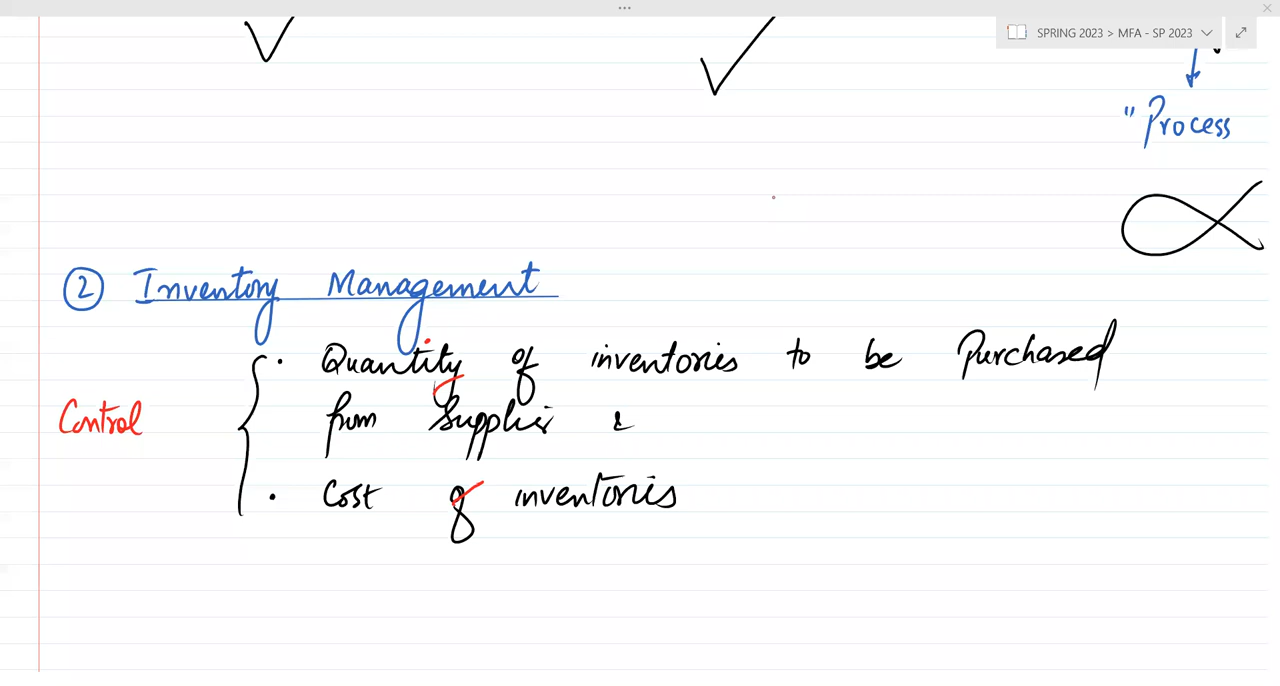 SPRING 2023 > MFA - SP 2023
"Process
② Inventory Management
· Quantity of inventories to be Purchased
Control from Supplier &
· Cost of inventories